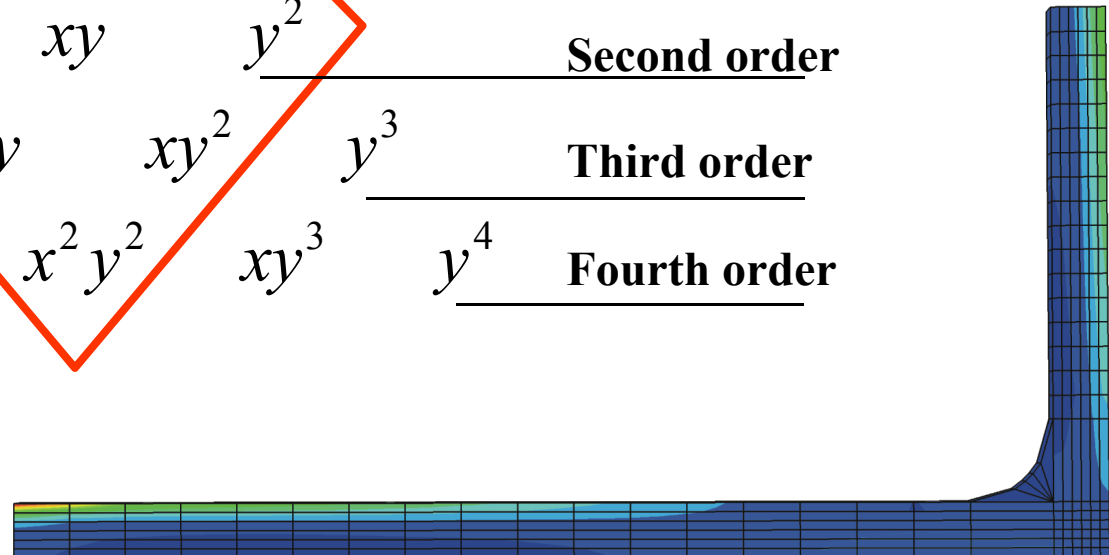 xy y² Second order
y xy² y³ Third order
x²y² xy³ y⁴ Fourth order